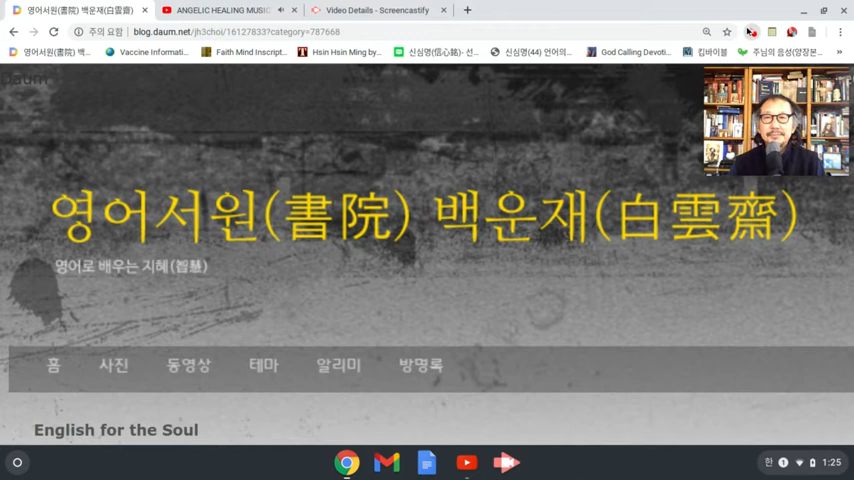 영어서원(書院) 백운재(白雲齋)
ANGELIC HEALING MUSIC
Video Details - Screencastify
주의 요함 | blog.daum.net/jh3choi/16127833?category=787668
영어서원(書院) 백... Vaccine Informati... Faith Mind Inscript... Hsin Hsin Ming by... 신심명(信心銘)- 선... 신심명(44) 언어의... God Calling Devoti... 킵바이블 주님의 음성(양장본... »
Daum
영어서원(書院) 백운재(白雲齋)
영어로 배우는 지혜(智慧)
홈 사진 동영상 테마 알리미 방명록
English for the Soul
한 1 1:25